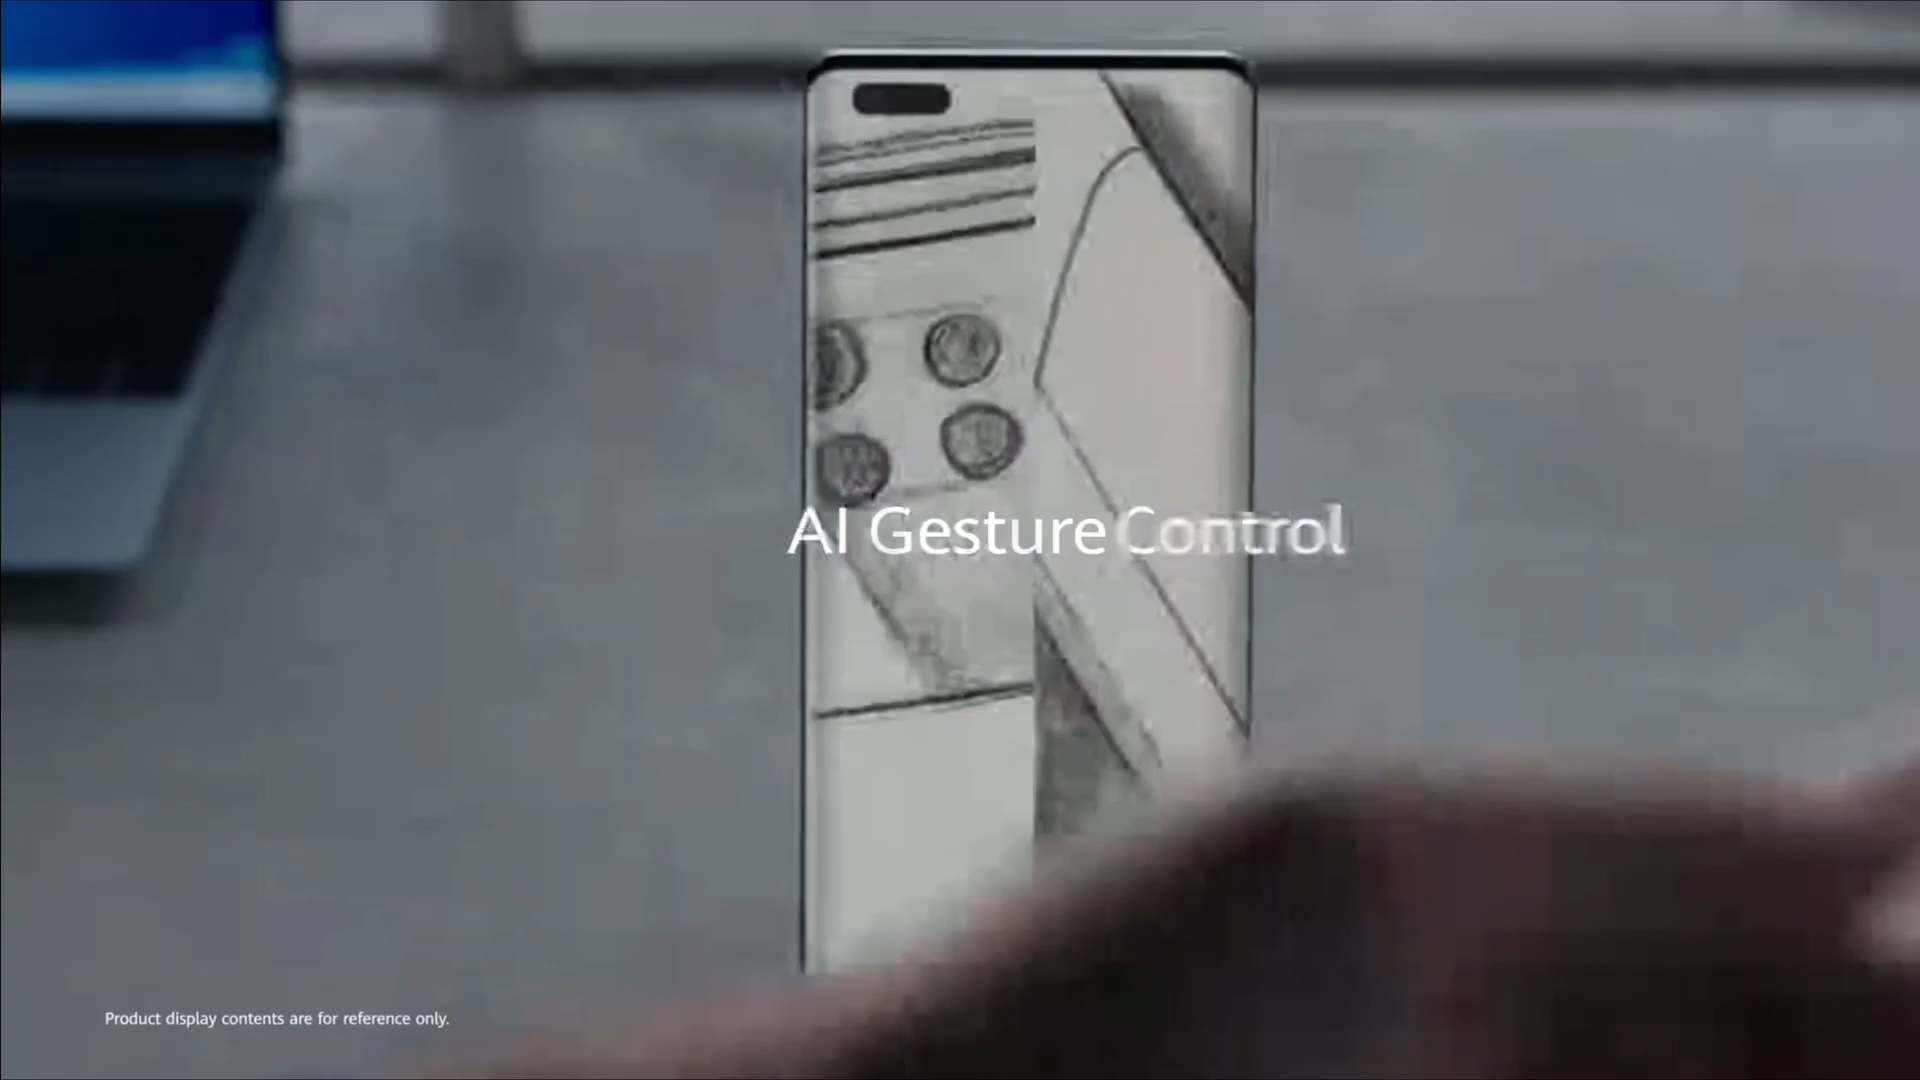 AI Gesture Control
Product display contents are for reference only.